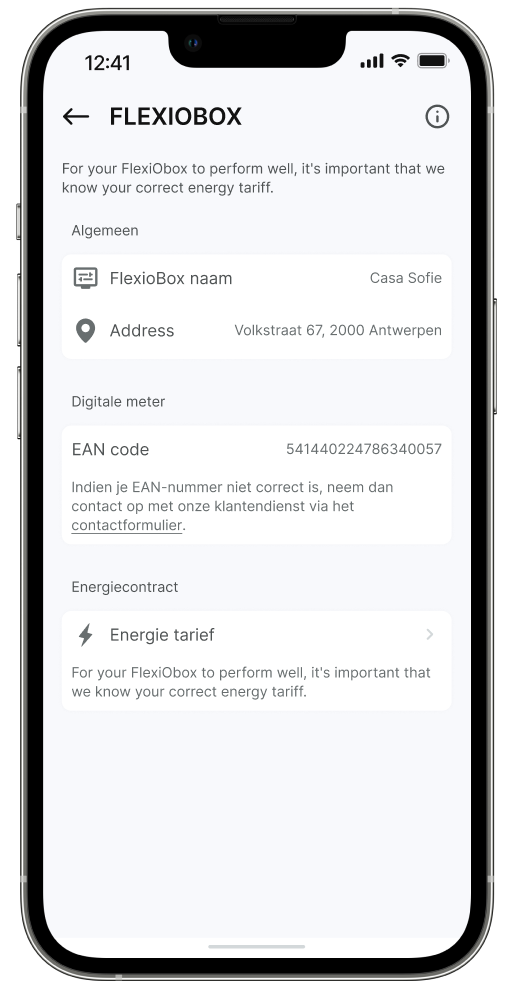 12:41
FLEXIOBOX
For your FlexiObox to perform well, it's important that we
know your correct energy tariff.
Algemeen
FlexioBox naam Casa Sofie
Address Volkstraat 67, 2000 Antwerpen
Digitale meter
EAN code 541440224786340057
Indien je EAN-nummer niet correct is, neem dan
contact op met onze klantendienst via het
contactformulier.
Energiecontract
Energie tarief
For your FlexiObox to perform well, it's important that
we know your correct energy tariff.